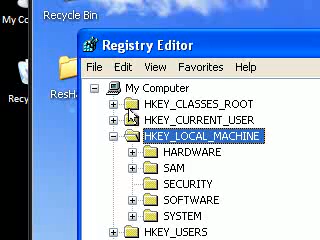 My Co
Recycle Bin
Registry Editor
File Edit View Favorites Help
My Computer
HKEY_CLASSES_ROOT
HKEY_CURRENT_USER
HKEY_LOCAL_MACHINE
HARDWARE
SAM
SECURITY
SOFTWARE
SYSTEM
HKEY_USERS
Recy
ResHa